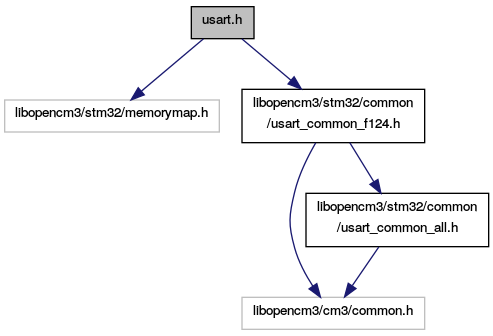 usart.h
libopencm3/stm32/memorymap.h
libopencm3/stm32/common
/usart_common_f124.h
libopencm3/stm32/common
/usart_common_all.h
libopencm3/cm3/common.h